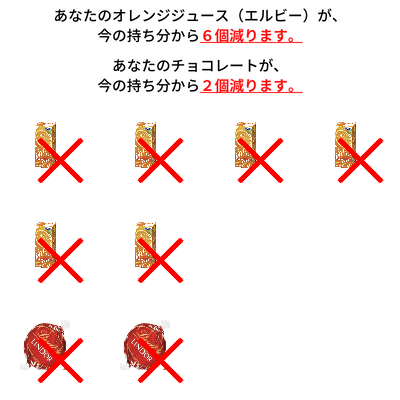 あなたのオレンジジュース（エルビー）が、
今の持ち分から６個減ります。
あなたのチョコレートが、
今の持ち分から２個減ります。
LINDOR
LINDOR